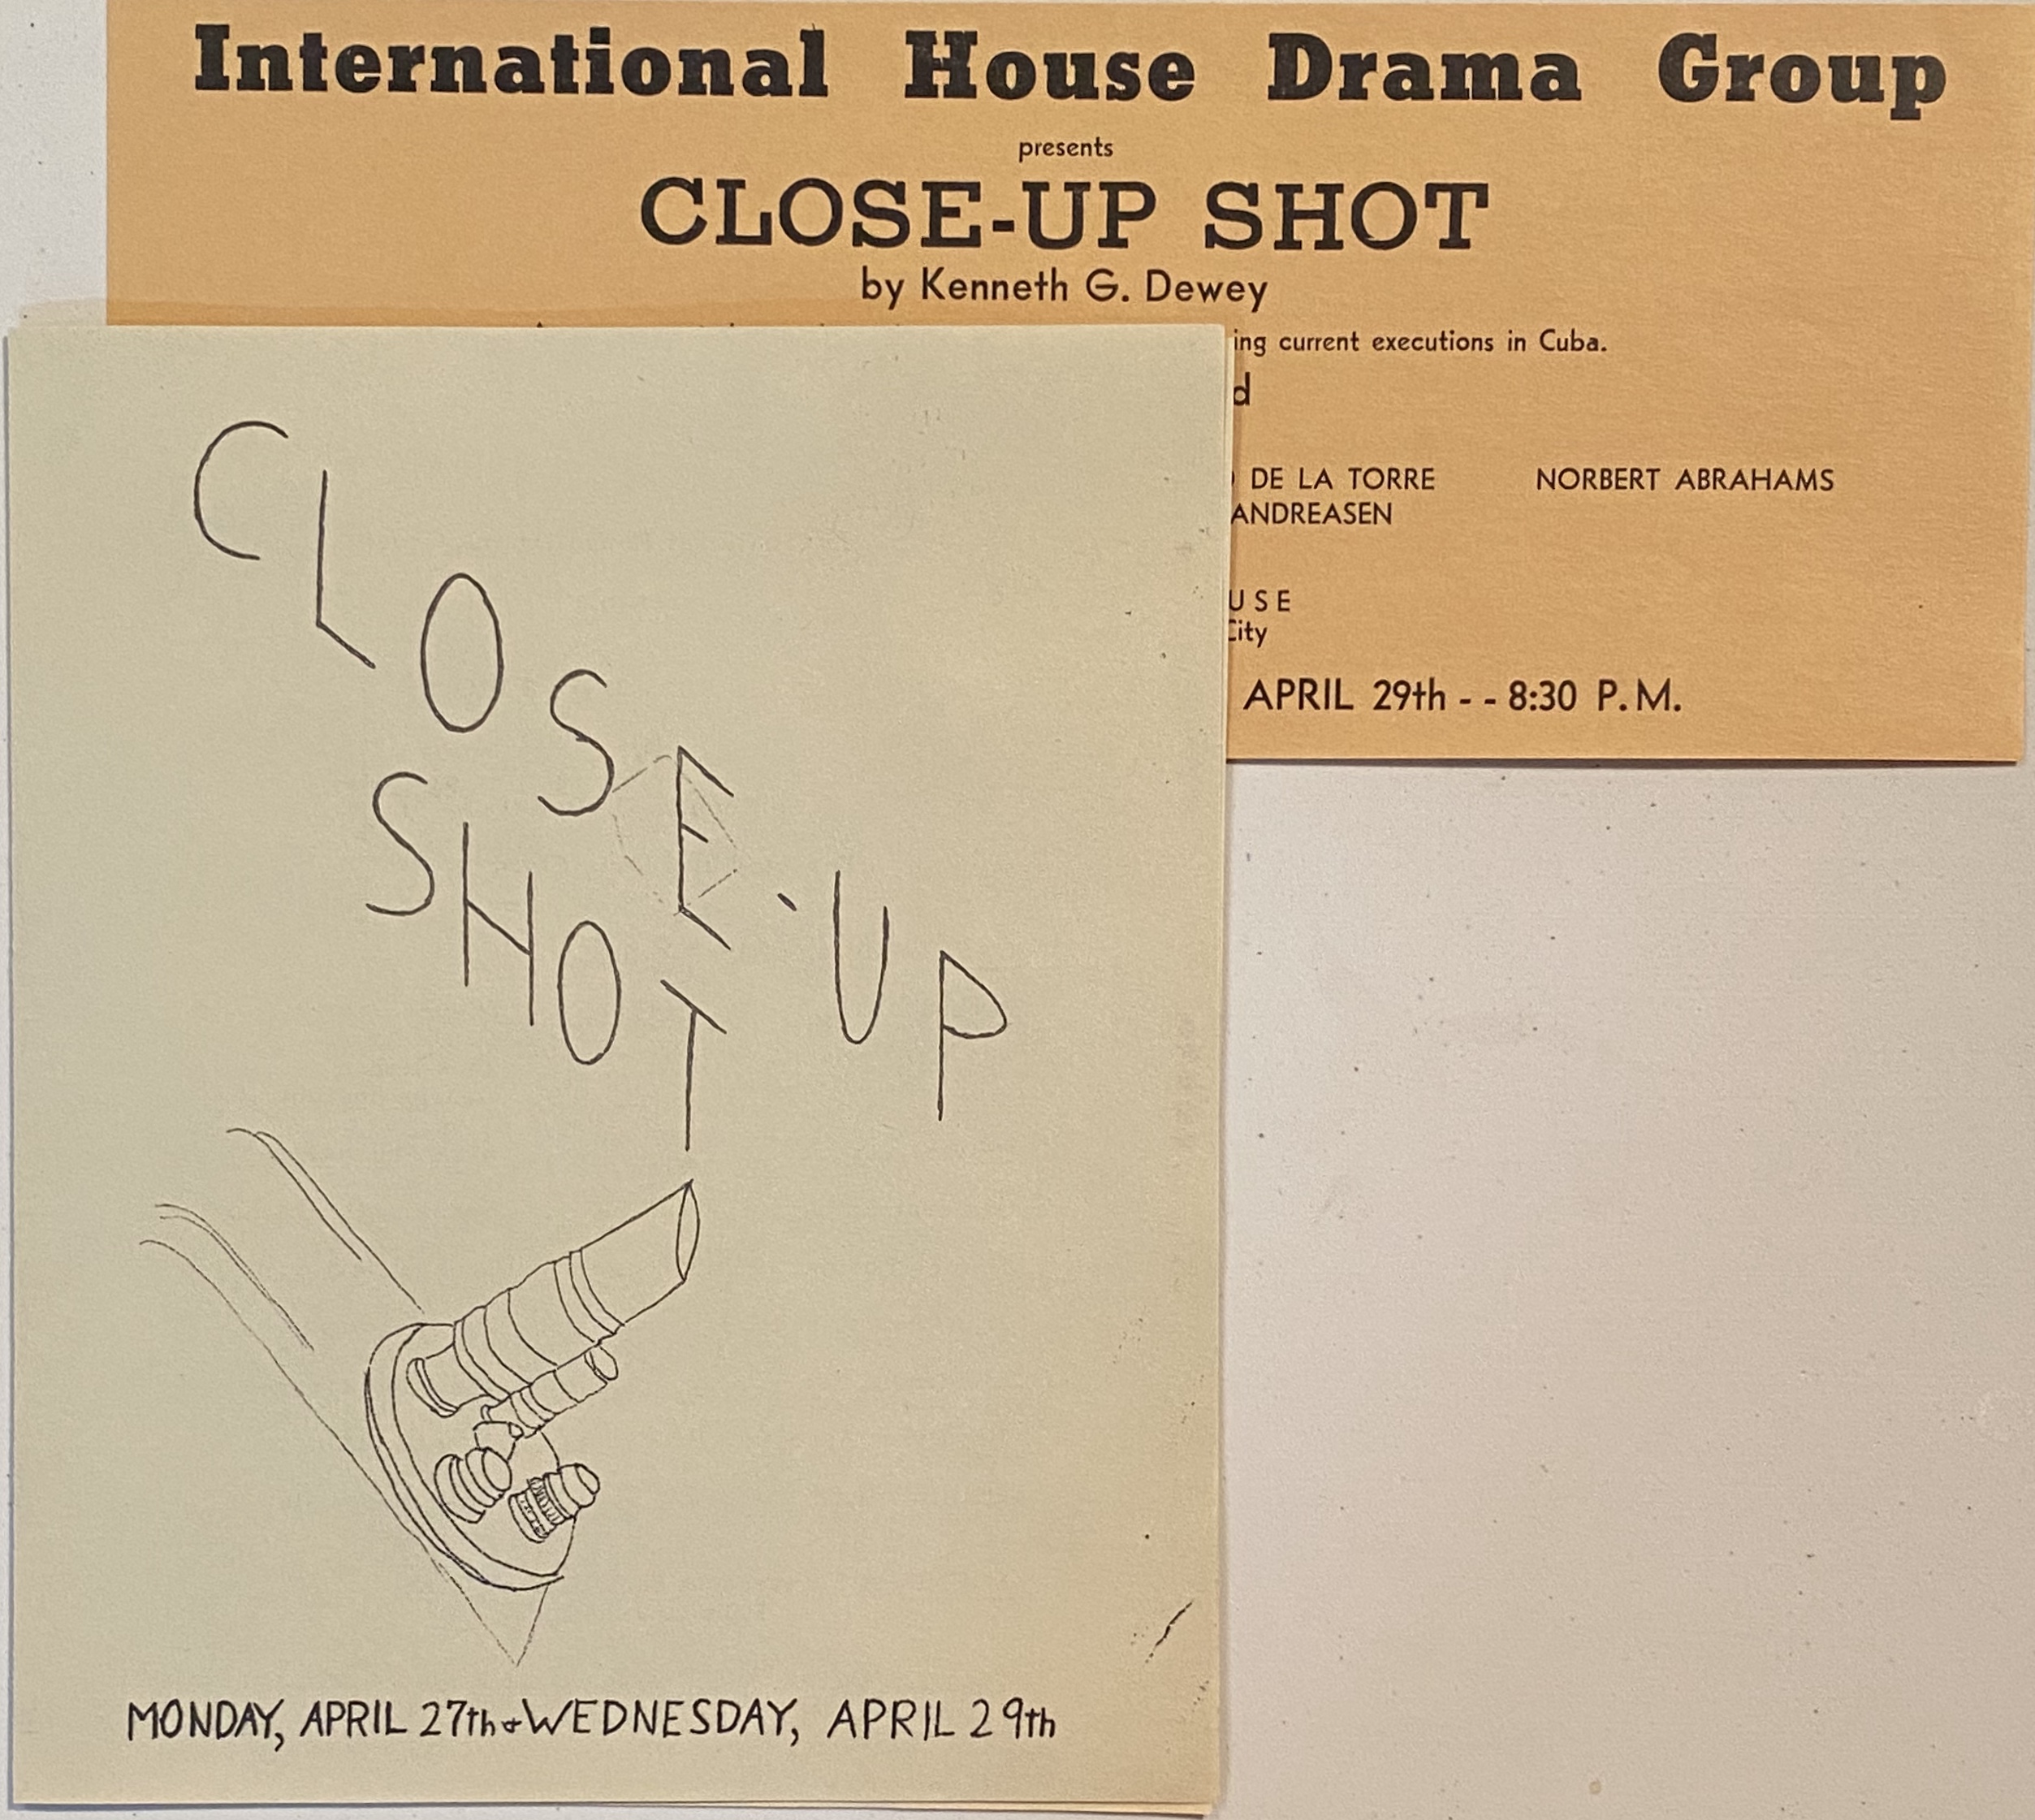 International House Drama Group
presents
CLOSE-UP SHOT
by Kenneth G. Dewey
ing current executions in Cuba.
d
DE LA TORRE NORBERT ABRAHAMS
ANDREASEN
USE
City
APRIL 29th - - 8:30 P. M.
CLOSE-UP
SHOT
MONDAY, APRIL 27th & WEDNESDAY, APRIL 29th